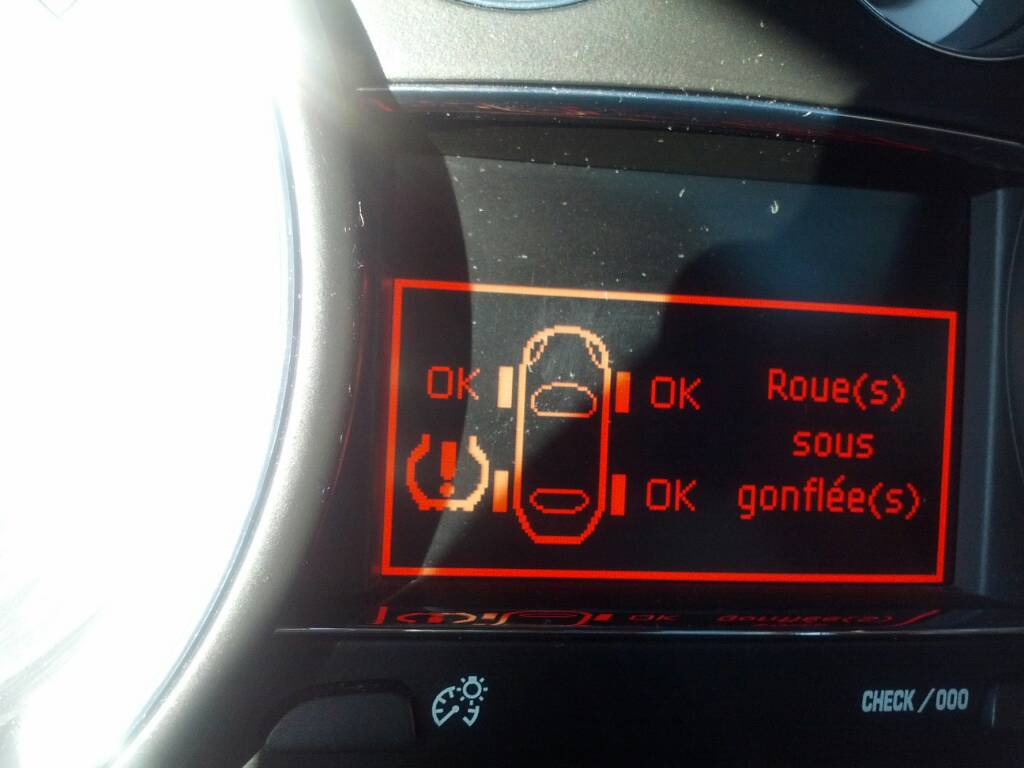 OK OK Roue(s)
sous
OK gonflée(s)
CHECK / 000